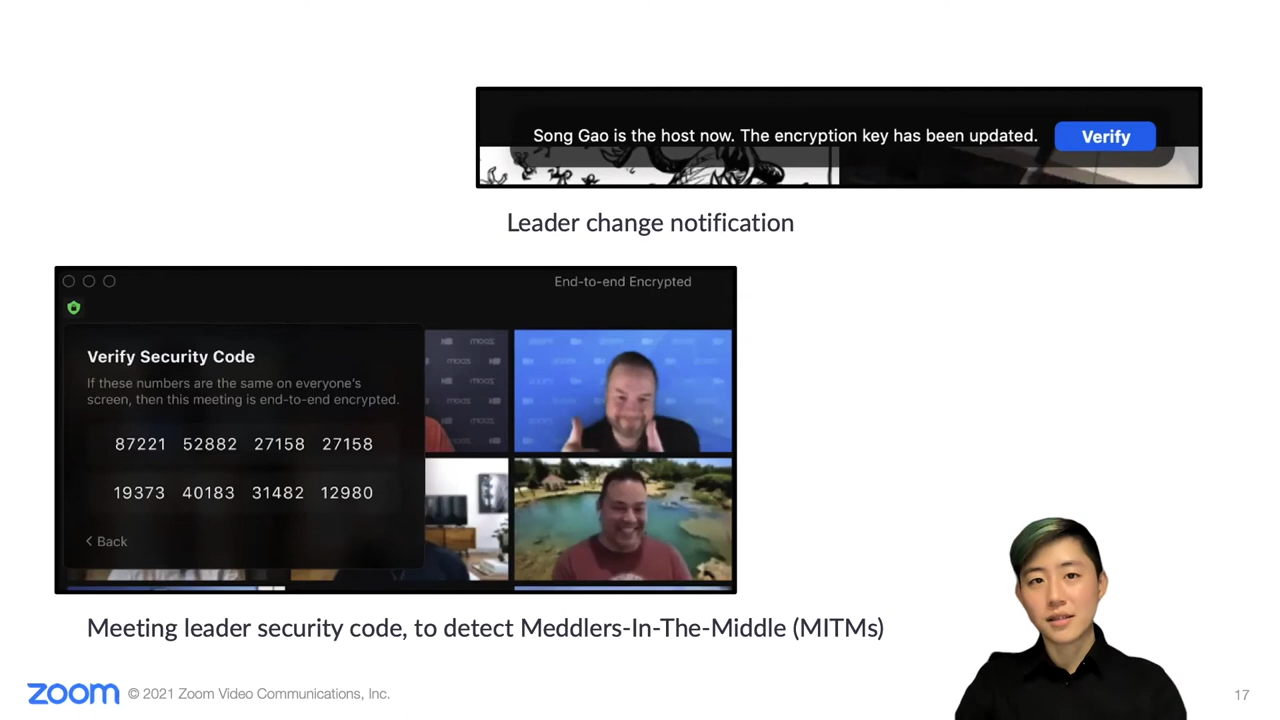 Song Gao is the host now. The encryption key has been updated. Verify
Leader change notification
End-to-end Encrypted
Verify Security Code
If these numbers are the same on everyone's
screen, then this meeting is end-to-end encrypted.
87221 52882 27158 27158
19373 40183 31482 12980
< Back
Meeting leader security code, to detect Meddlers-In-The-Middle (MITMs)
zoom © 2021 Zoom Video Communications, Inc.
17